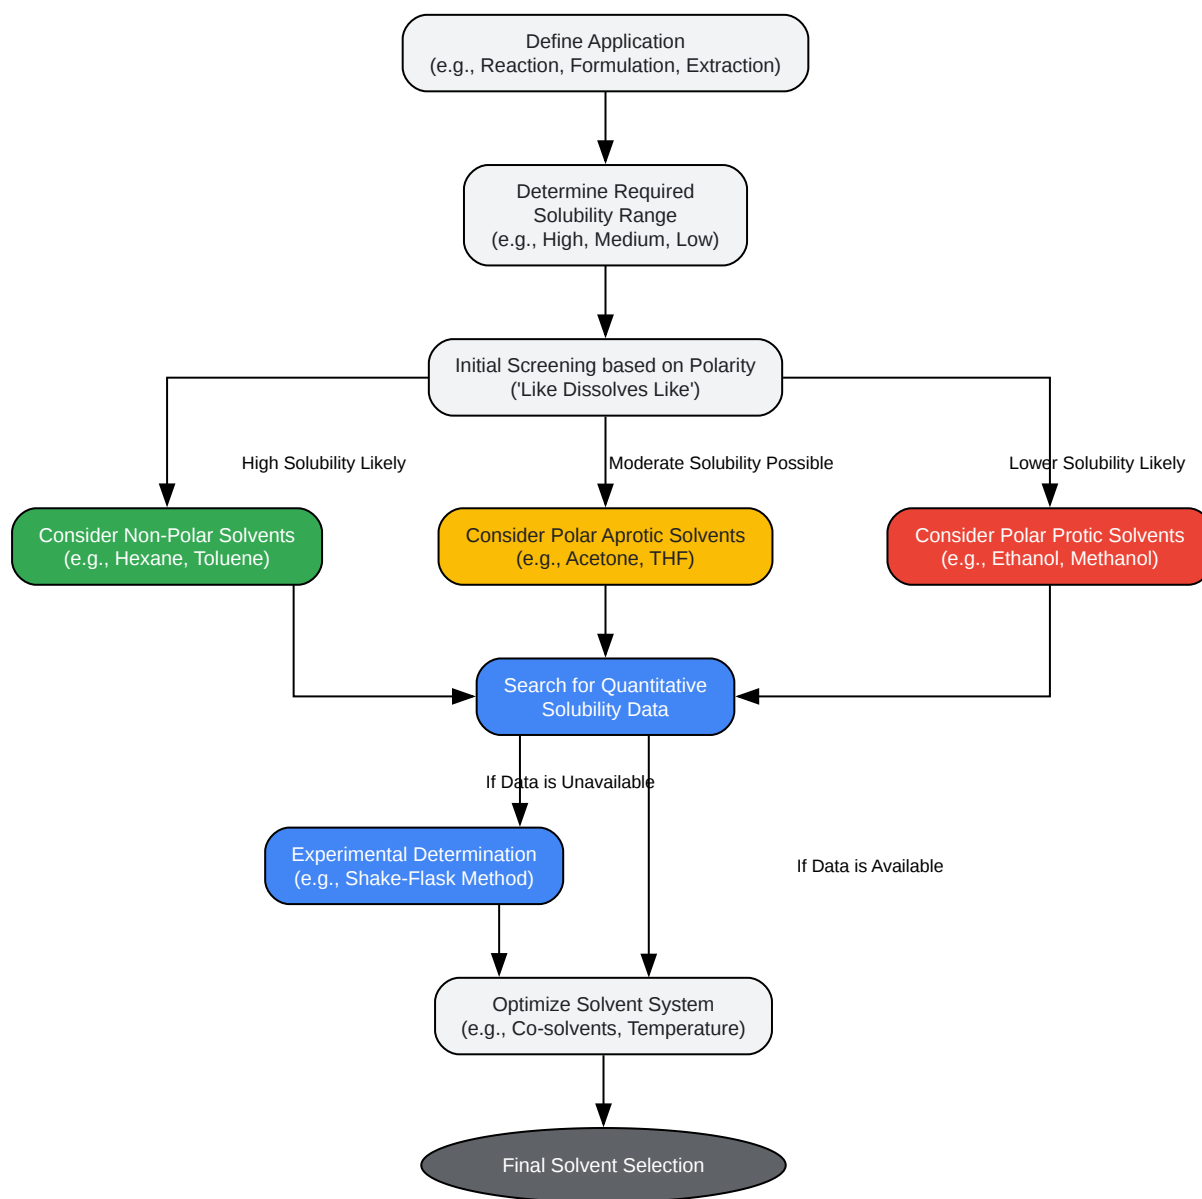 Define Application
(e.g., Reaction, Formulation, Extraction)
Determine Required
Solubility Range
(e.g., High, Medium, Low)
Initial Screening based on Polarity
('Like Dissolves Like')
High Solubility Likely
Moderate Solubility Possible
Lower Solubility Likely
Consider Non-Polar Solvents
(e.g., Hexane, Toluene)
Consider Polar Aprotic Solvents
(e.g., Acetone, THF)
Consider Polar Protic Solvents
(e.g., Ethanol, Methanol)
Search for Quantitative
Solubility Data
If Data is Unavailable
Experimental Determination
(e.g., Shake-Flask Method)
If Data is Available
Optimize Solvent System
(e.g., Co-solvents, Temperature)
Final Solvent Selection